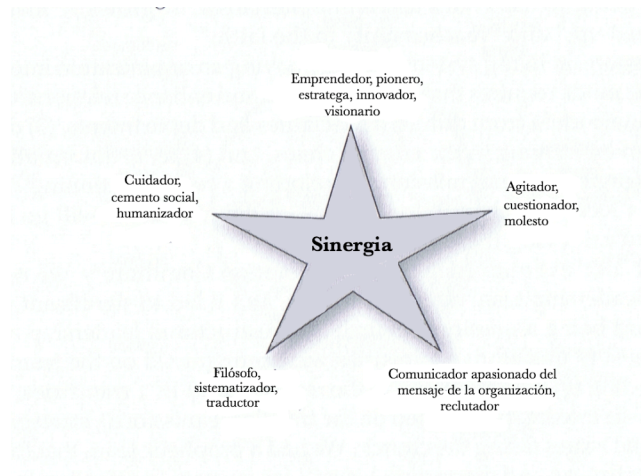 Emprendedor, pionero,
estratega, innovador,
visionario
Cuidador,
cemento social,
humanizador
Agitador,
cuestionador,
molesto
Sinergia
Filósofo,
sistematizador,
traductor
Comunicador apasionado del
mensaje de la organización,
reclutador